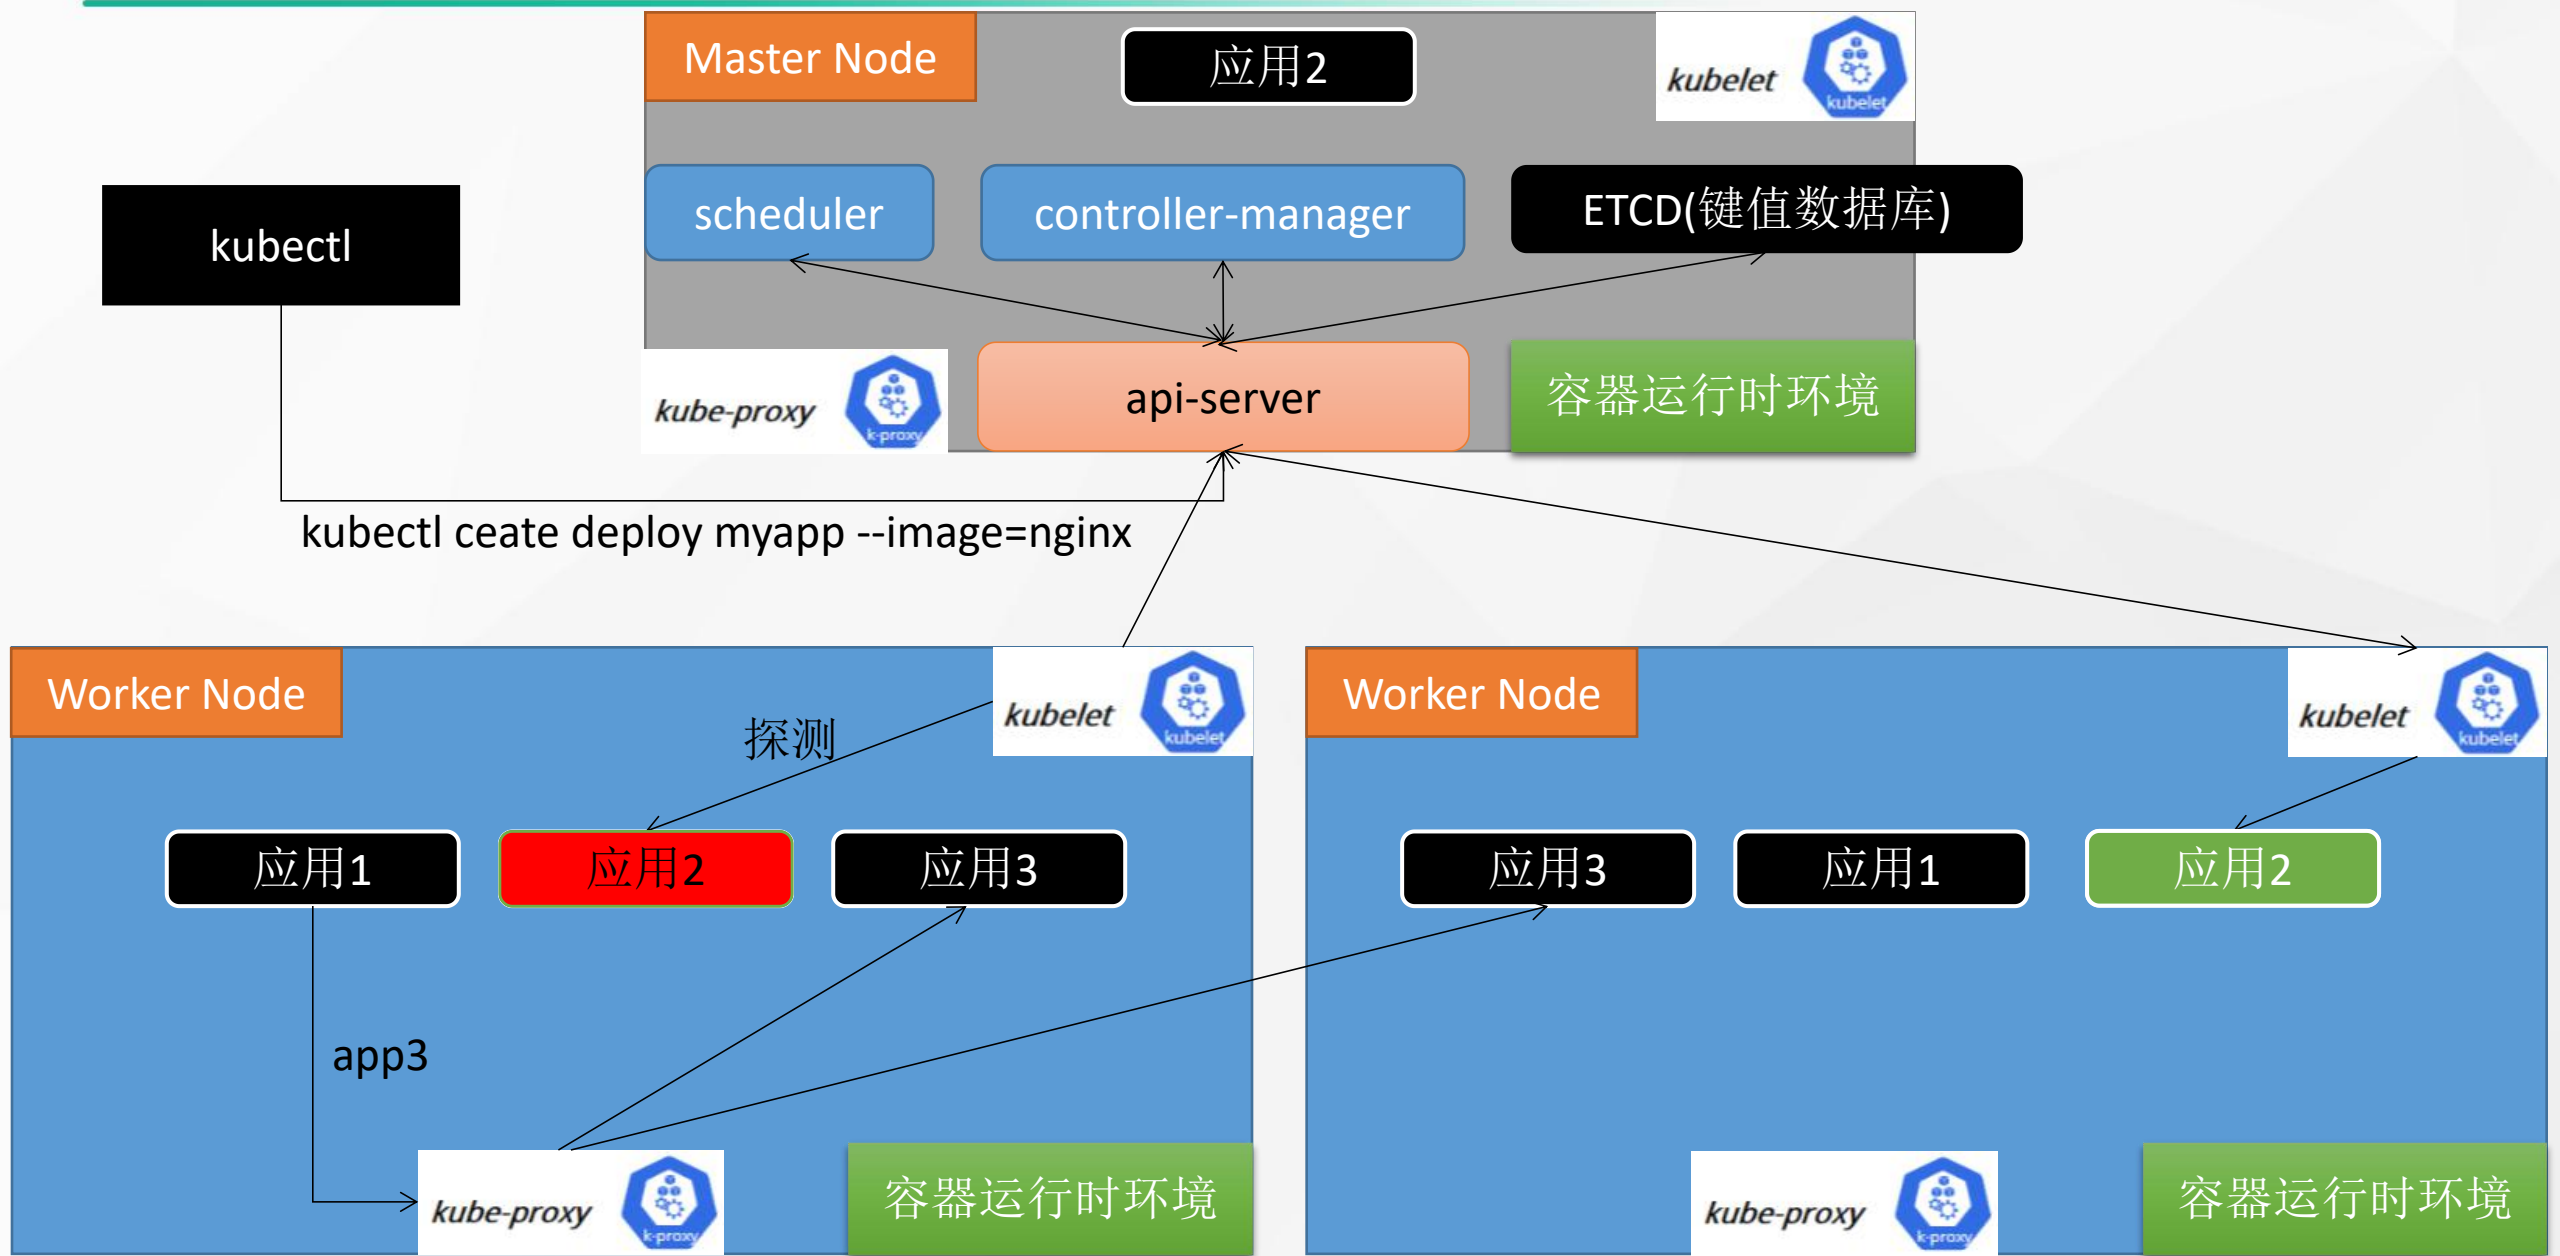 Master Node
应用2
kubelet
kubelet
kubectl
scheduler
controller-manager
ETCD(键值数据库)
kube-proxy
k-proxy
api-server
容器运行时环境
kubectl ceate deploy myapp --image=nginx
Worker Node
探测
kubelet
kubelet
应用1
应用2
应用3
app3
kube-proxy
k-proxy
容器运行时环境
Worker Node
kubelet
kubelet
应用3
应用1
应用2
kube-proxy
k-proxy
容器运行时环境